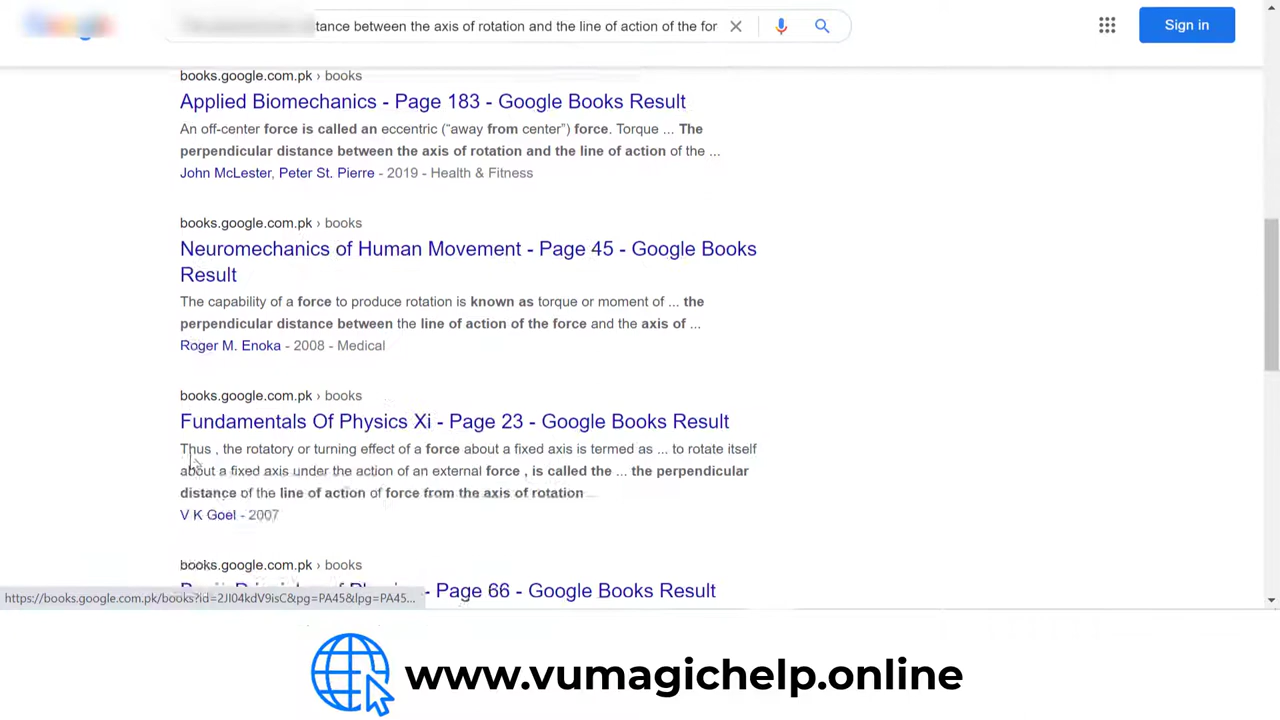 tance between the axis of rotation and the line of action of the for
Sign in
books.google.com.pk › books
Applied Biomechanics - Page 183 - Google Books Result
An off-center force is called an eccentric (“away from center”) force. Torque ... The
perpendicular distance between the axis of rotation and the line of action of the ...
John McLester, Peter St. Pierre - 2019 - Health & Fitness
books.google.com.pk › books
Neuromechanics of Human Movement - Page 45 - Google Books
Result
The capability of a force to produce rotation is known as torque or moment of ... the
perpendicular distance between the line of action of the force and the axis of ...
Roger M. Enoka - 2008 - Medical
books.google.com.pk › books
Fundamentals Of Physics Xi - Page 23 - Google Books Result
Thus , the rotatory or turning effect of a force about a fixed axis is termed as ... to rotate itself
about a fixed axis under the action of an external force , is called the ... the perpendicular
distance of the line of action of force from the axis of rotation
V K Goel - 2007
books.google.com.pk › books
- Page 66 - Google Books Result
https://books.google.com.pk/books?id=2JI04kdV9isC&pg=PA45&lpg=PA45...
www.vumagichelp.online